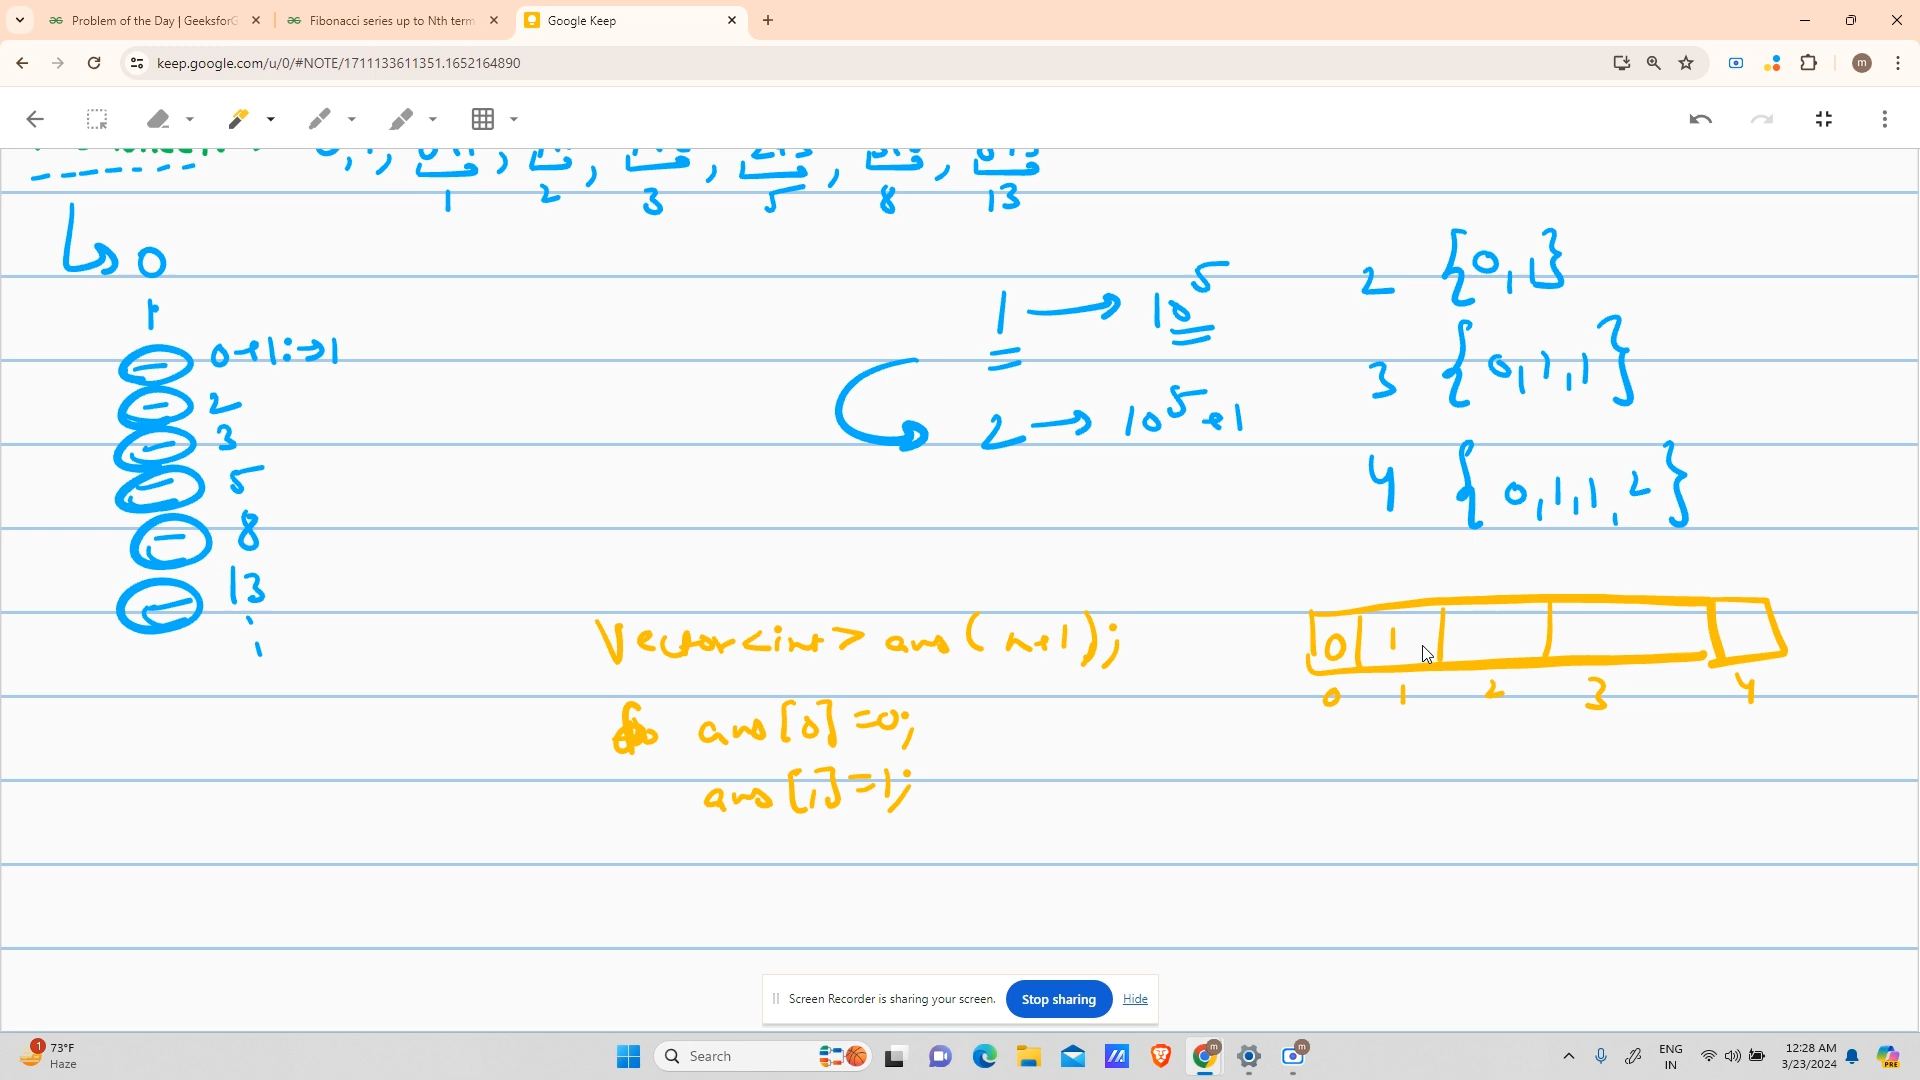 Problem of the Day | GeeksforG
Fibonacci series up to Nth term
Google Keep
keep.google.com/u/0/#NOTE/1711133611351.1652164890
1 2 3 5 8 13
0
1
0+1:→1
2
3
5
8
13
1 → 10^5
2 → 10^5+1
2 {0,1}
3 {0,1,1}
4 {0,1,1,2}
Vector<int> ans(n+1);
ans[0]=0;
ans[1]=1;
0 1
0 1 2 3 4
Screen Recorder is sharing your screen. Stop sharing Hide
1
73°F
Haze
Search
ENG
IN
12:28 AM
3/23/2024